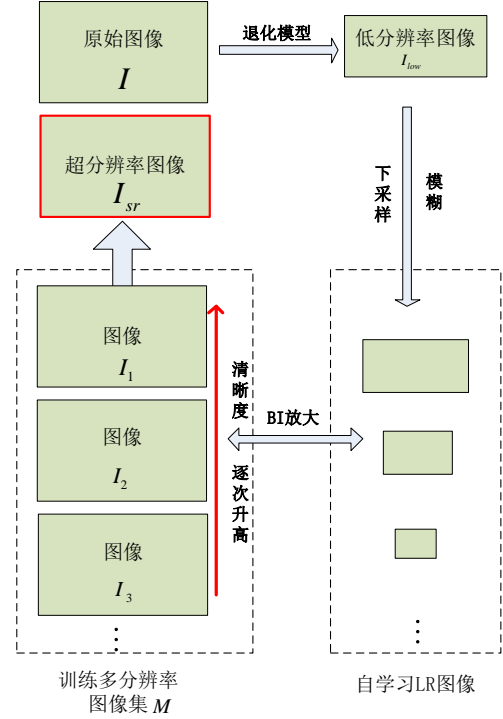 原始图像
I
退化模型
低分辨率图像
I_low
超分辨率图像
I_sr
下采样
模糊
图像
I_1
图像
I_2
图像
I_3
清晰度 逐次升高
BI放大
训练多分辨率
图像集 M
自学习LR图像